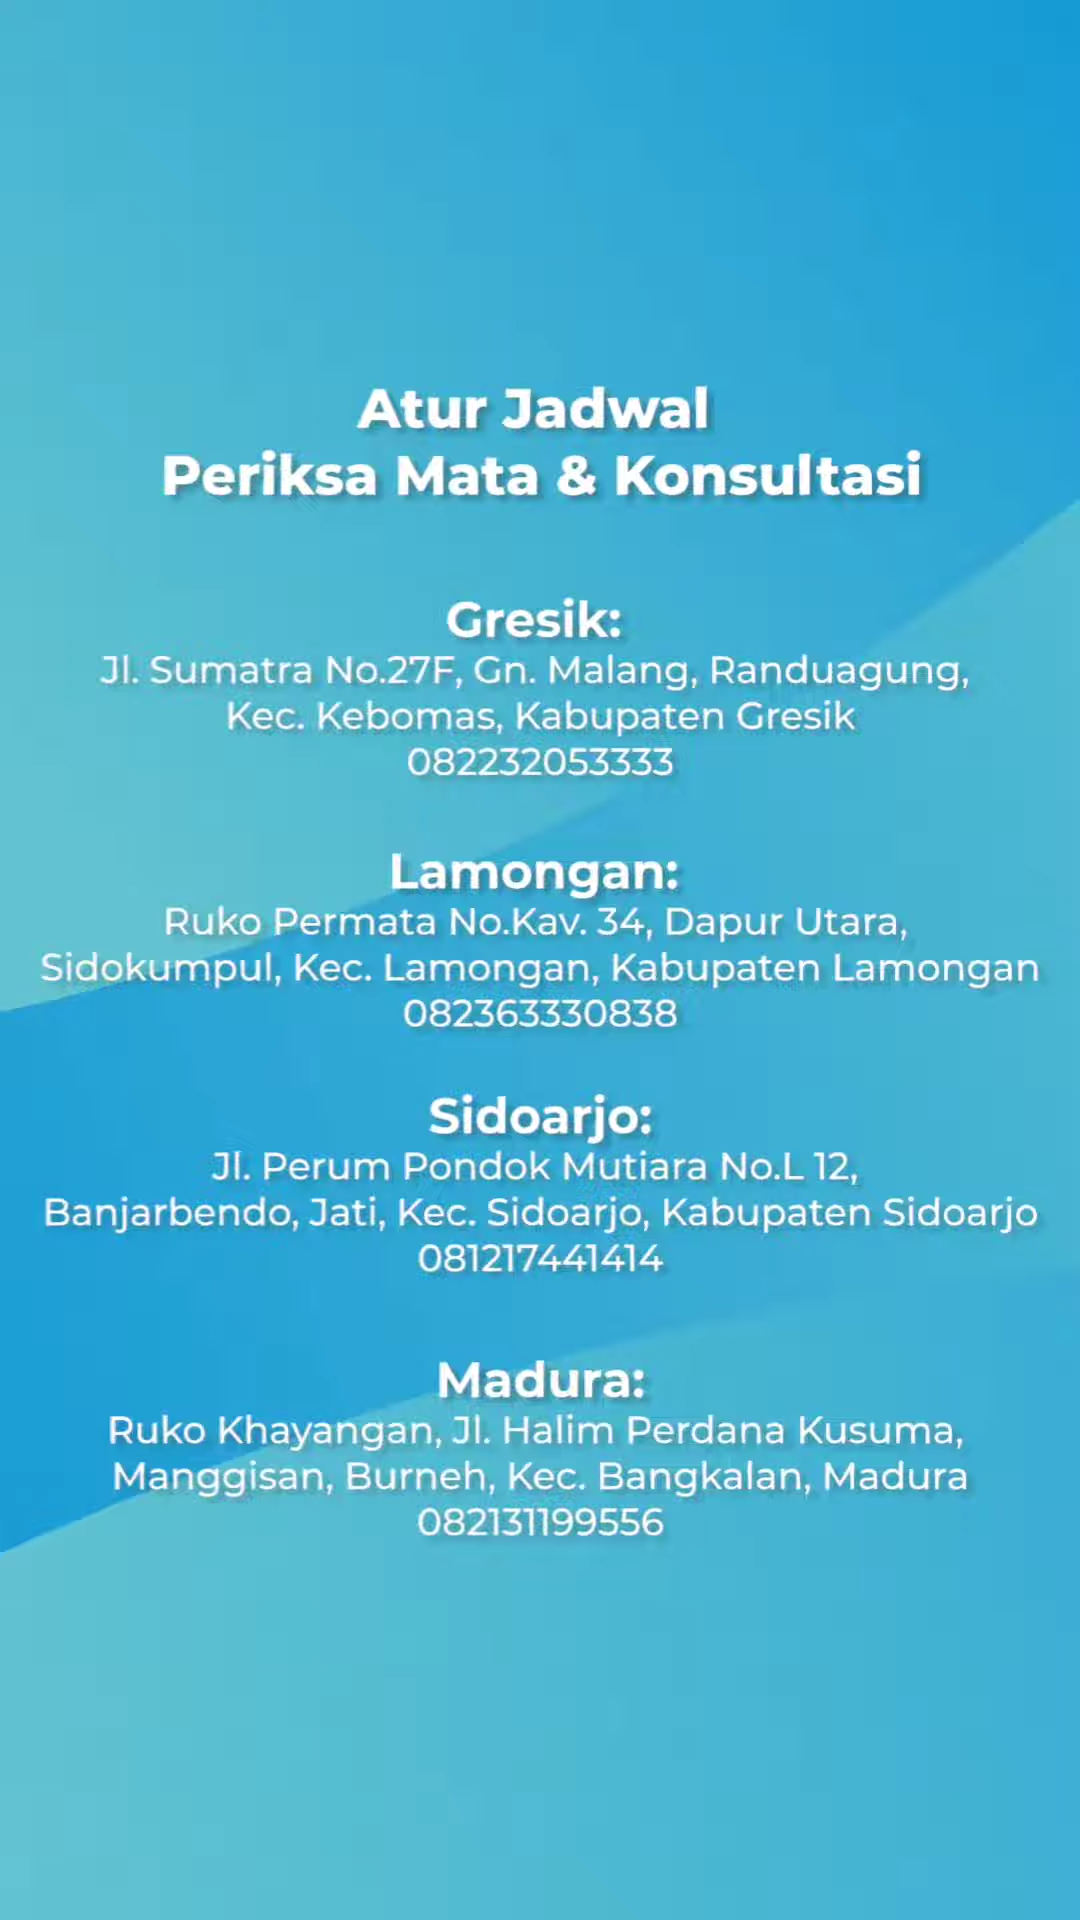 Atur Jadwal
Periksa Mata & Konsultasi
Gresik:
Jl. Sumatra No.27F, Gn. Malang, Randuagung,
Kec. Kebomas, Kabupaten Gresik
082232053333
Lamongan:
Ruko Permata No.Kav. 34, Dapur Utara,
Sidokumpul, Kec. Lamongan, Kabupaten Lamongan
082363330838
Sidoarjo:
Jl. Perum Pondok Mutiara No.L 12,
Banjarbendo, Jati, Kec. Sidoarjo, Kabupaten Sidoarjo
081217441414
Madura:
Ruko Khayangan, Jl. Halim Perdana Kusuma,
Manggisan, Burneh, Kec. Bangkalan, Madura
082131199556